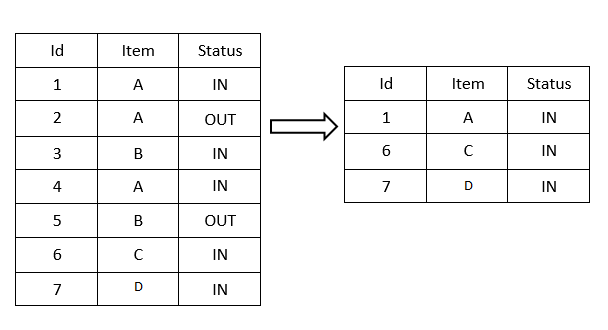 Id Item Status
1 A IN
2 A OUT
3 B IN
4 A IN
5 B OUT
6 C IN
7 D IN
Id Item Status
1 A IN
6 C IN
7 D IN